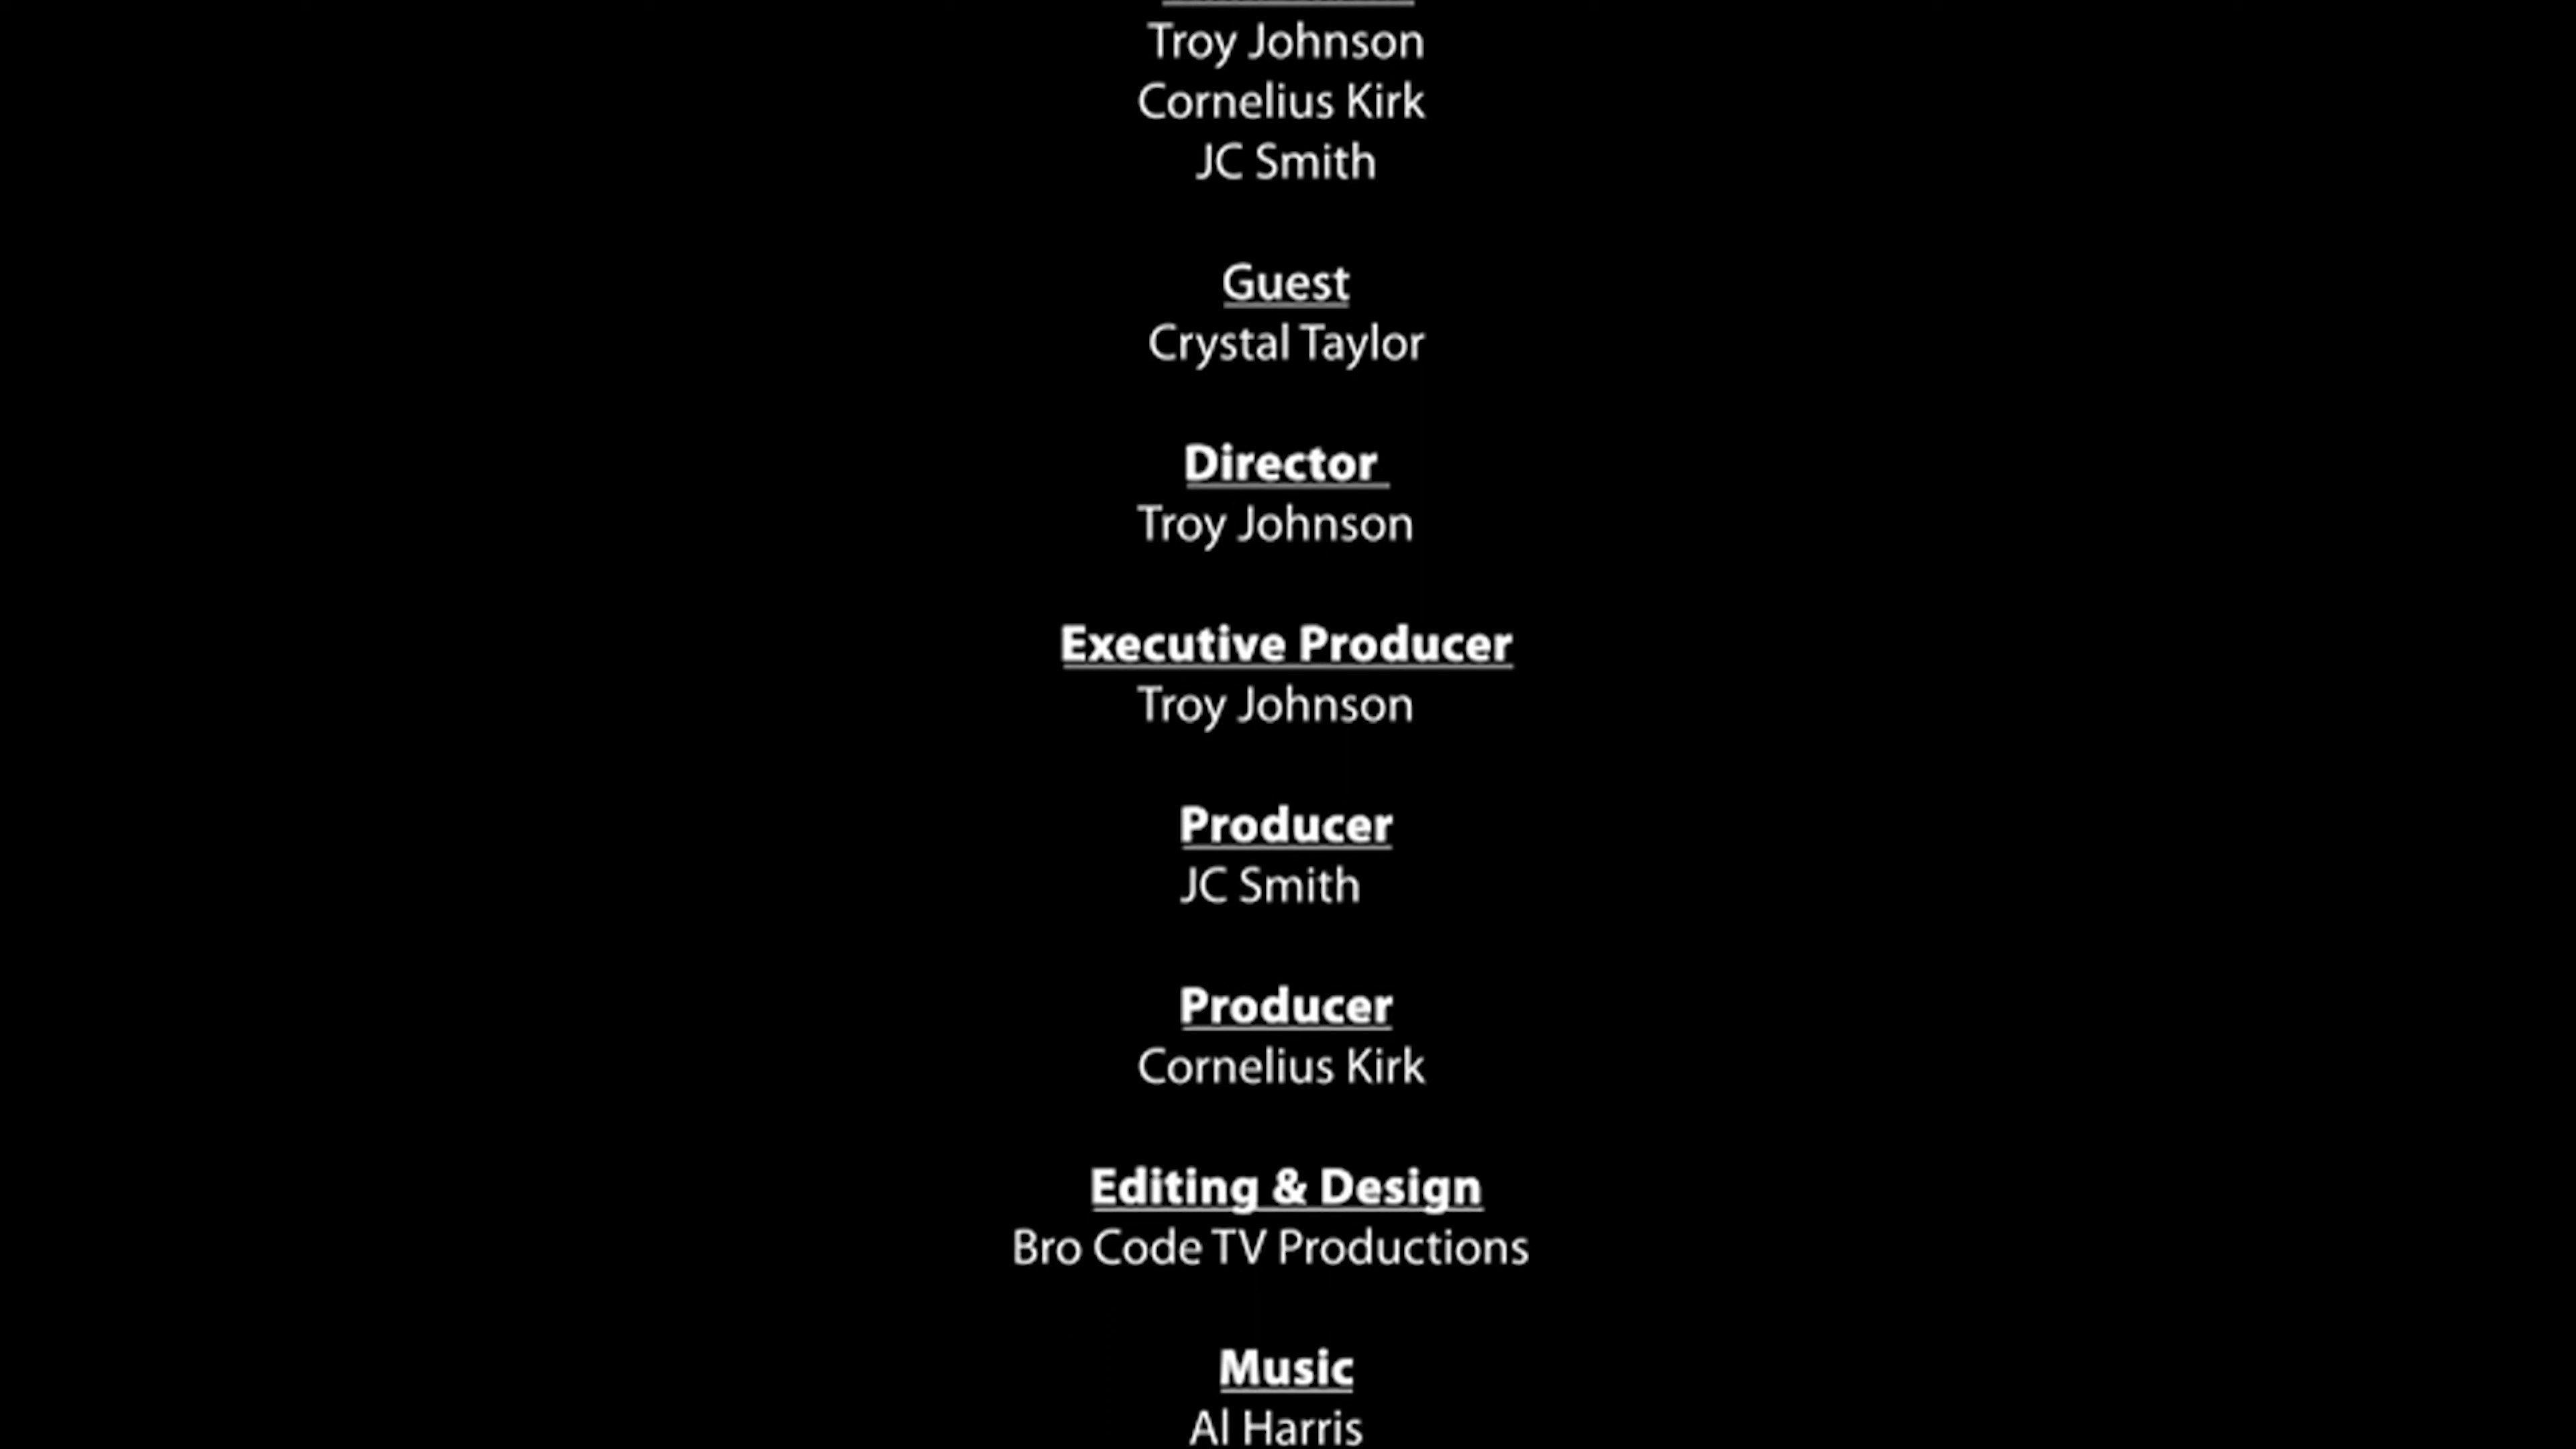 Troy Johnson
Cornelius Kirk
JC Smith
Guest
Crystal Taylor
Director
Troy Johnson
Executive Producer
Troy Johnson
Producer
JC Smith
Producer
Cornelius Kirk
Editing & Design
Bro Code TV Productions
Music
Al Harris